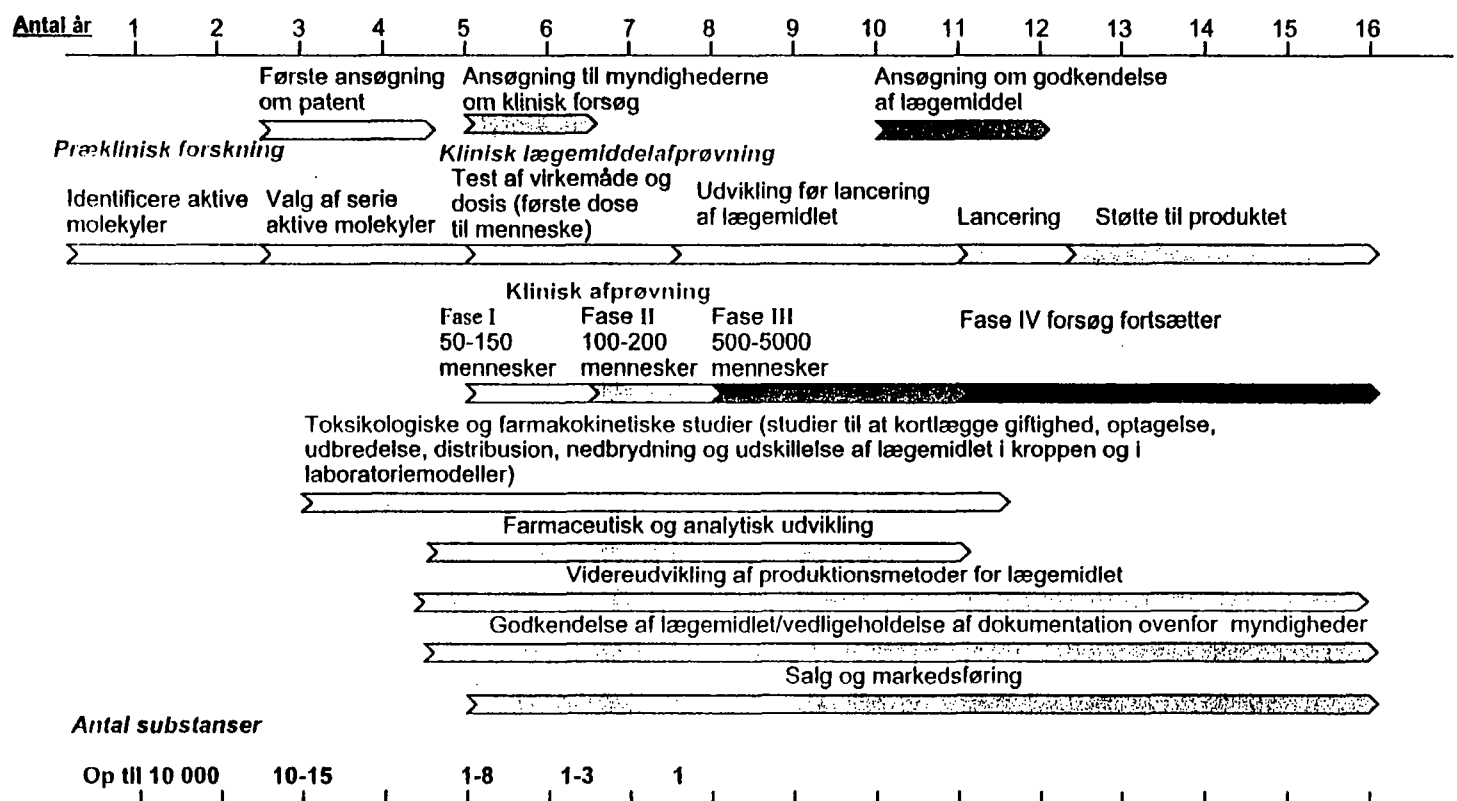 Antal år 1 2 3 4 5 6 7 8 9 10 11 12 13 14 15 16
Første ansøgning
om patent
Ansøgning til myndighederne
om klinisk forsøg
Ansøgning om godkendelse
af lægemiddel
Præklinisk forskning
Klinisk lægemiddelafprøvning
Identificere aktive
molekyler
Valg af serie
aktive molekyler
Test af virkemåde og
dosis (første dose
til menneske)
Udvikling før lancering
af lægemidlet
Lancering
Støtte til produktet
Klinisk afprøvning
Fase I
50-150
mennesker
Fase II
100-200
mennesker
Fase III
500-5000
mennesker
Fase IV forsøg fortsætter
Toksikologiske og farmakokinetiske studier (studier til at kortlægge giftighed, optagelse,
udbredelse, distribusion, nedbrydning og udskillelse af lægemidlet i kroppen og i
laboratoriemodeller)
Farmaceutisk og analytisk udvikling
Videreudvikling af produktionsmetoder for lægemidlet
Godkendelse af lægemidlet/vedligeholdelse af dokumentation ovenfor myndigheder
Salg og markedsføring
Antal substanser
Op til 10 000 10-15 1-8 1-3 1